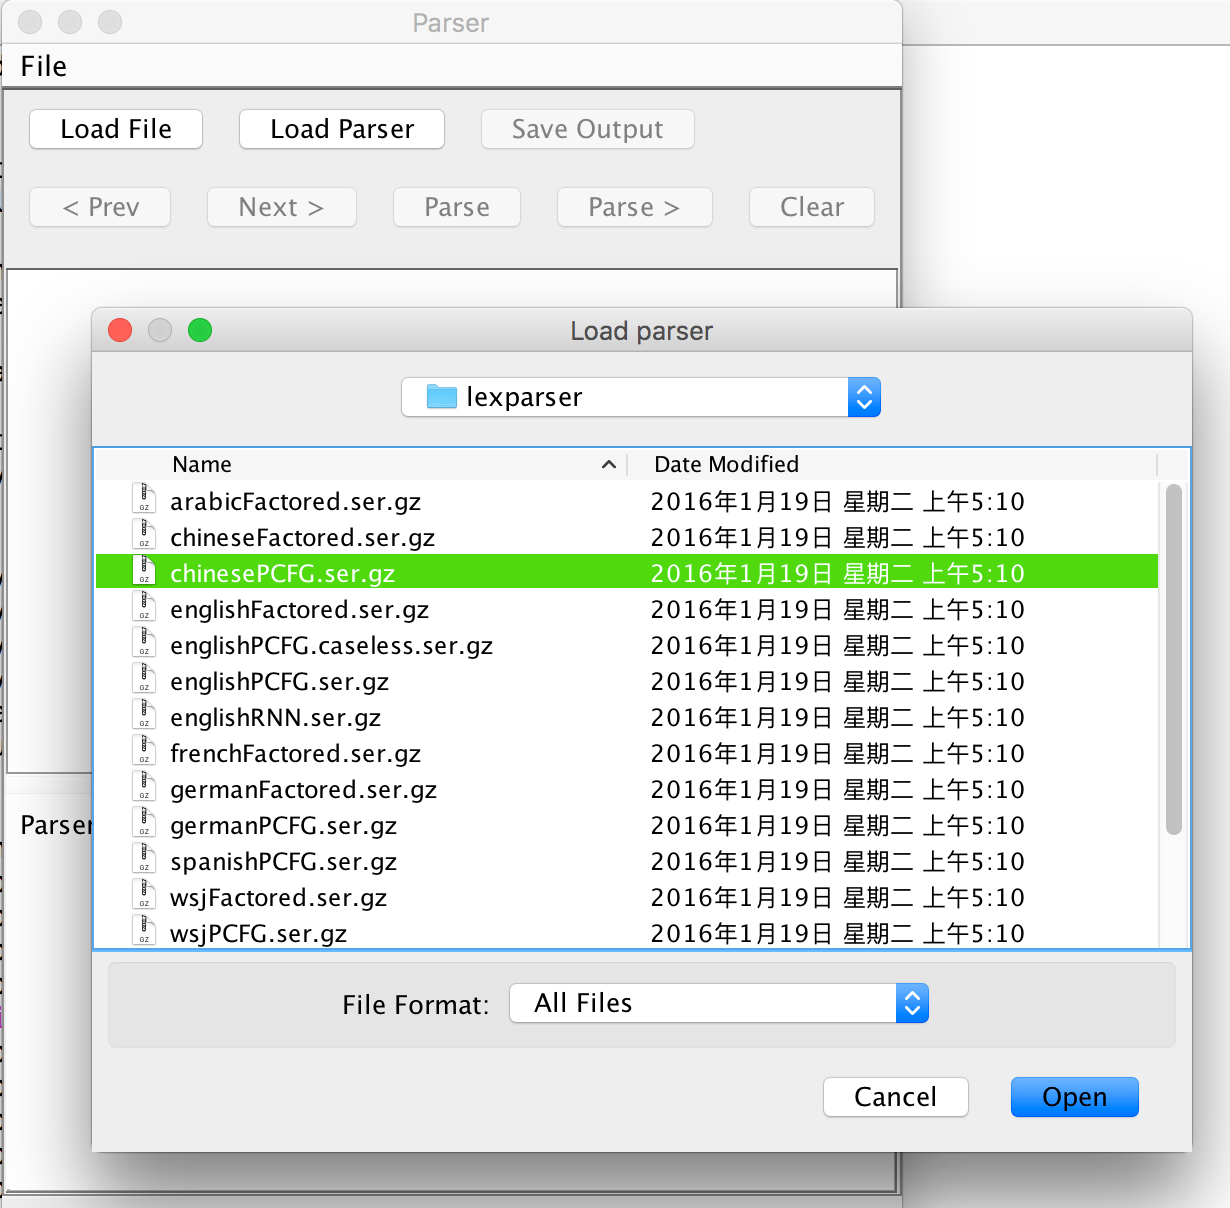 Parser
File
Load File Load Parser Save Output
< Prev Next > Parse Parse > Clear
Load parser
lexparser
Name Date Modified
arabicFactored.ser.gz 2016年1月19日 星期二 上午5:10
chineseFactored.ser.gz 2016年1月19日 星期二 上午5:10
chinesePCFG.ser.gz 2016年1月19日 星期二 上午5:10
englishFactored.ser.gz 2016年1月19日 星期二 上午5:10
englishPCFG.caseless.ser.gz 2016年1月19日 星期二 上午5:10
englishPCFG.ser.gz 2016年1月19日 星期二 上午5:10
englishRNN.ser.gz 2016年1月19日 星期二 上午5:10
frenchFactored.ser.gz 2016年1月19日 星期二 上午5:10
germanFactored.ser.gz 2016年1月19日 星期二 上午5:10
germanPCFG.ser.gz 2016年1月19日 星期二 上午5:10
spanishPCFG.ser.gz 2016年1月19日 星期二 上午5:10
wsjFactored.ser.gz 2016年1月19日 星期二 上午5:10
wsjPCFG.ser.gz 2016年1月19日 星期二 上午5:10
Parser
File Format: All Files
Cancel Open